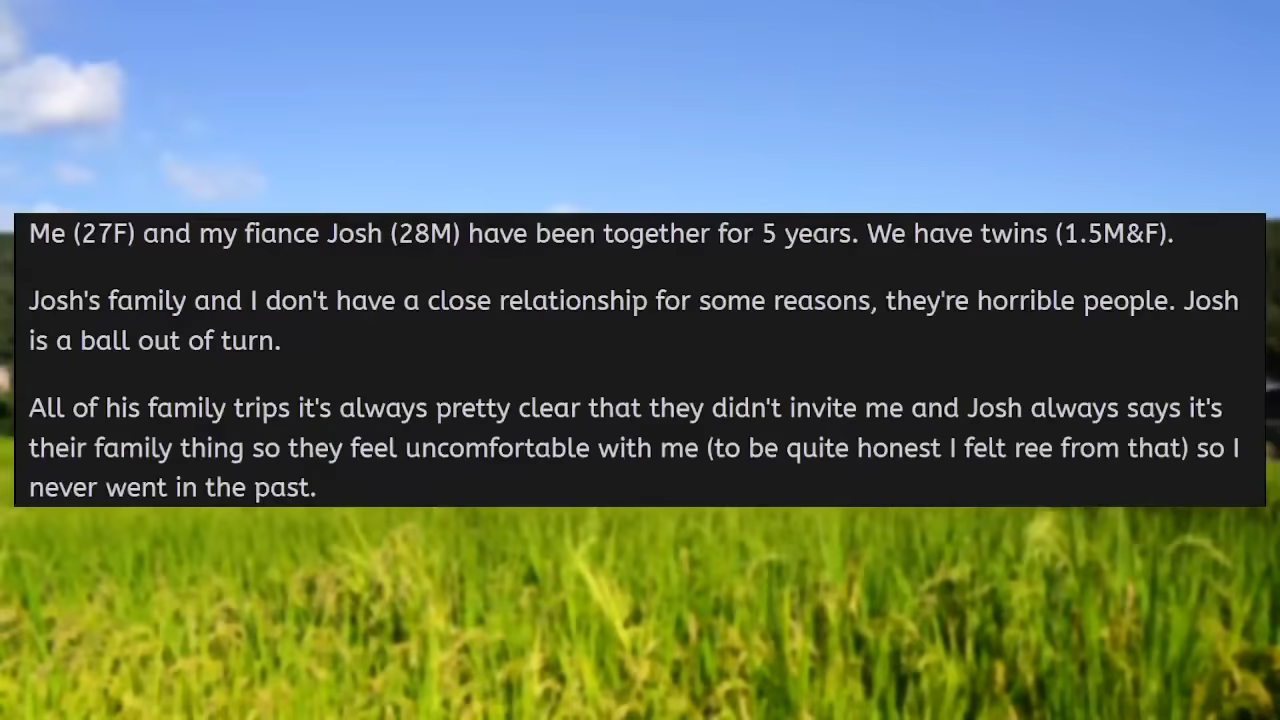 Me (27F) and my fiance Josh (28M) have been together for 5 years. We have twins (1.5M&F).
Josh's family and I don't have a close relationship for some reasons, they're horrible people. Josh
is a ball out of turn.
All of his family trips it's always pretty clear that they didn't invite me and Josh always says it's
their family thing so they feel uncomfortable with me (to be quite honest I felt ree from that) so I
never went in the past.